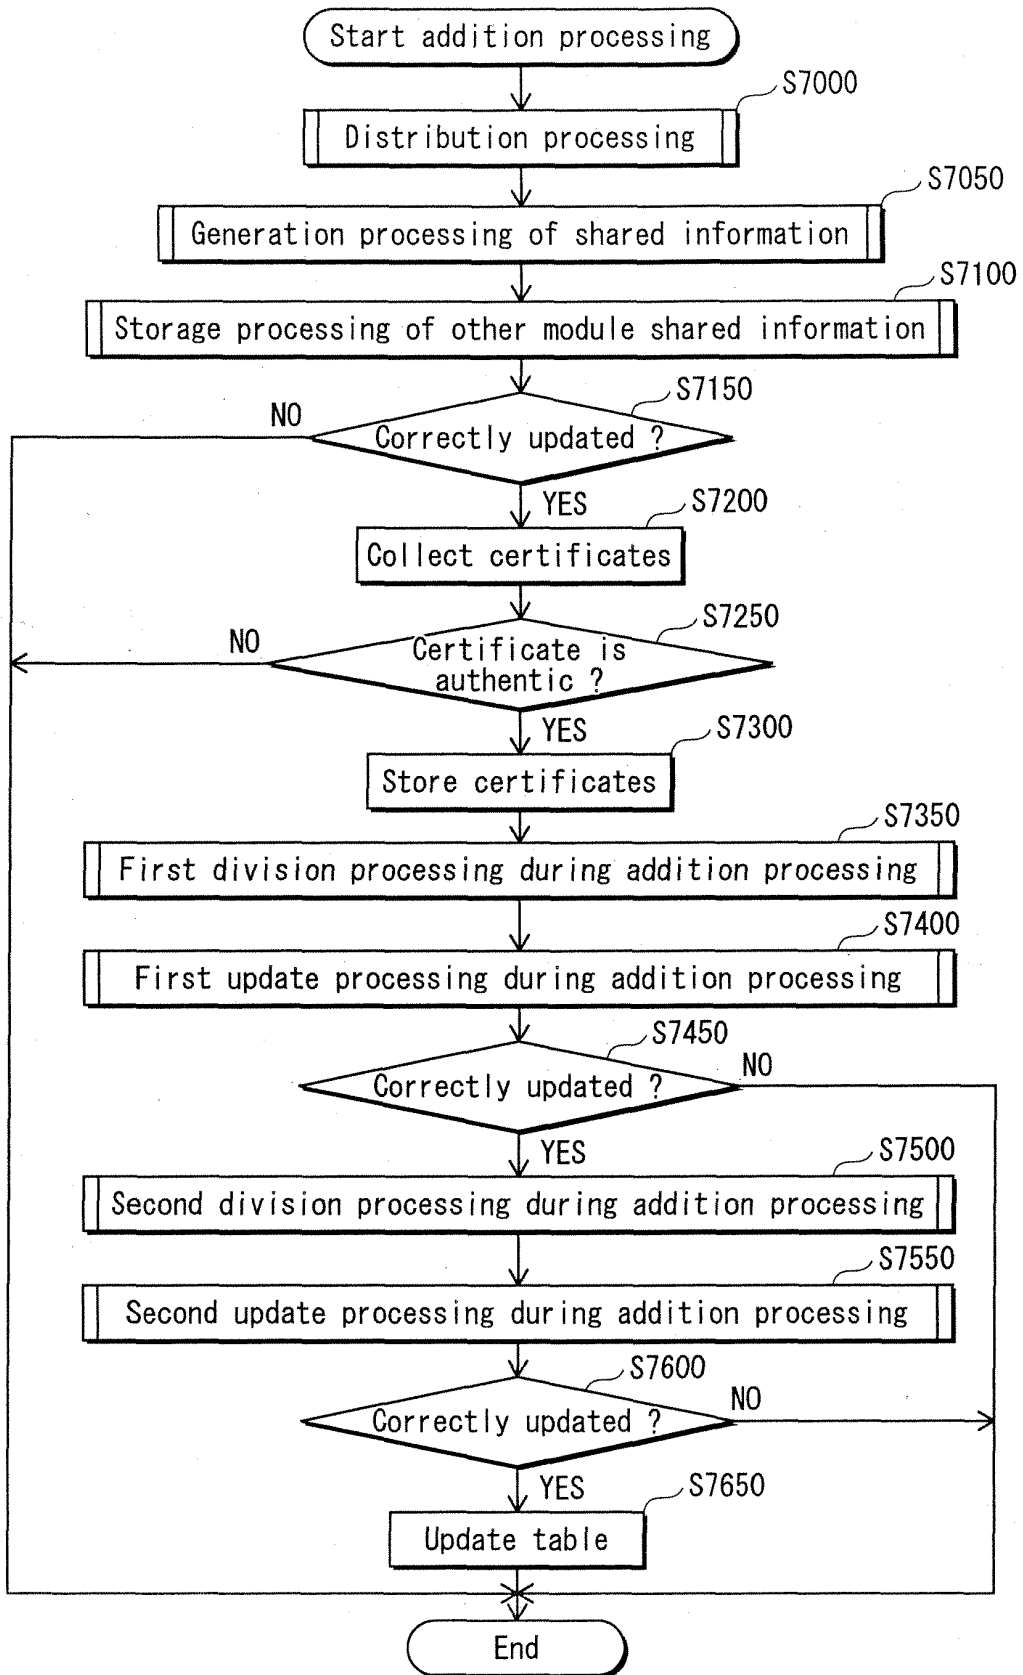 Start addition processing
S7000
Distribution processing
S7050
Generation processing of shared information
S7100
Storage processing of other module shared information
S7150
NO
Correctly updated ?
YES
S7200
Collect certificates
S7250
NO
Certificate is
authentic ?
YES
S7300
Store certificates
S7350
First division processing during addition processing
S7400
First update processing during addition processing
S7450
NO
Correctly updated ?
YES
S7500
Second division processing during addition processing
S7550
Second update processing during addition processing
S7600
NO
Correctly updated ?
YES
S7650
Update table
End